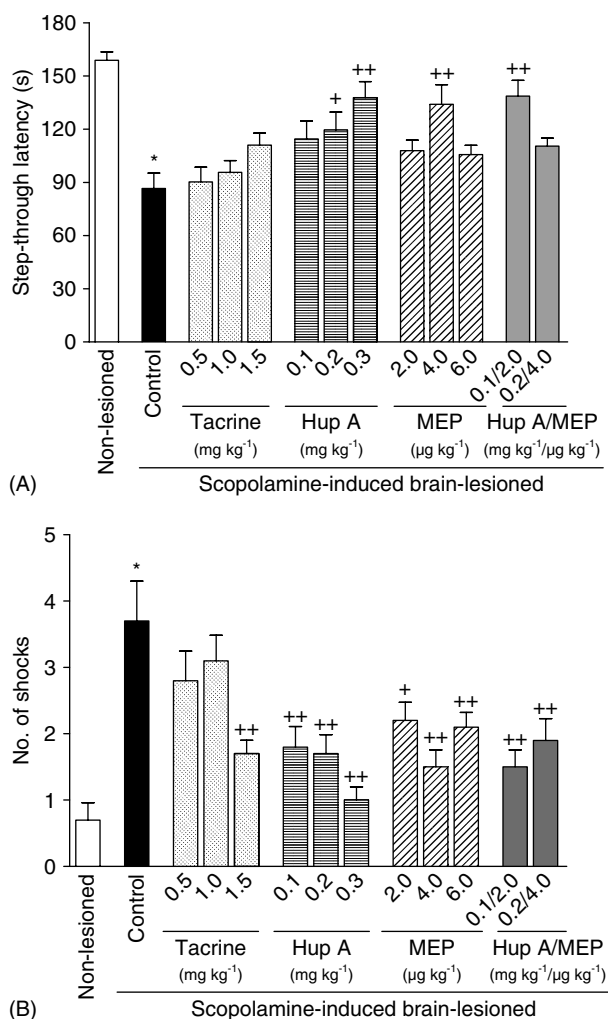 180
150
120
90
60
30
0
Step-through latency (s)
*
+
++
++
++
Non-lesioned
Control
0.5
1.0
1.5
0.1
0.2
0.3
2.0
4.0
6.0
0.1/2.0
0.2/4.0
Tacrine
Hup A
MEP
Hup A/MEP
(mg kg⁻¹)
(mg kg⁻¹)
(µg kg⁻¹)
(mg kg⁻¹/µg kg⁻¹)
(A)
Scopolamine-induced brain-lesioned
5
4
3
2
1
0
No. of shocks
*
++
++
++
++
+
++
++
++
++
Non-lesioned
Control
0.5
1.0
1.5
0.1
0.2
0.3
2.0
4.0
6.0
0.1/2.0
0.2/4.0
Tacrine
Hup A
MEP
Hup A/MEP
(mg kg⁻¹)
(mg kg⁻¹)
(µg kg⁻¹)
(mg kg⁻¹/µg kg⁻¹)
(B)
Scopolamine-induced brain-lesioned